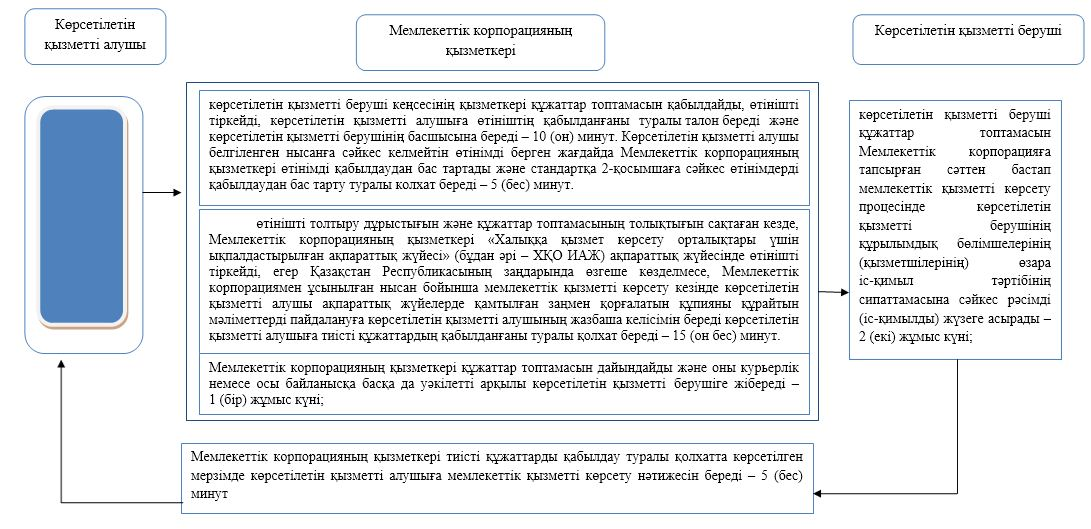 Көрсетілетін
қызметті алушы
Мемлекеттік корпорацияның
қызметкері
Көрсетілетін қызметті беруші
көрсетілетін қызметті беруші кеңсесінің қызметкері құжаттар топтамасын қабылдайды, өтінішті
тіркейді, көрсетілетін қызметті алушыға өтініштің қабылданғаны туралы талон береді және
көрсетілетін қызметті берушінің басшысына береді – 10 (он) минут. Көрсетілетін қызметті алушы
белгіленген нысанға сәйкес келмейтін өтінімді берген жағдайда Мемлекеттік корпорацияның
қызметкері өтінімді қабылдаудан бас тартады және стандартқа 2-қосымшаға сәйкес өтінімдерді
қабылдаудан бас тарту туралы қолхат береді – 5 (бес) минут.
өтінішті толтыру дұрыстығын және құжаттар топтамасының толықтығын сақтаған кезде,
Мемлекеттік корпорацияның қызметкері «Халыққа қызмет көрсету орталықтары үшін
ықпалдастырылған ақпараттық жүйесі» (бұдан әрі – ХҚО ИАЖ) ақпараттық жүйесінде өтінішті
тіркейді, егер Қазақстан Республикасының заңдарында өзгеше көзделмесе, Мемлекеттік
корпорациямен ұсынылған нысан бойынша мемлекеттік қызметті көрсету кезінде көрсетілетін
қызметті алушы ақпараттық жүйелерде қамтылған заңмен қорғалатын құпияны құрайтын
мәліметтерді пайдалануға көрсетілетін қызметті алушының жазбаша келісімін береді көрсетілетін
қызметті алушыға тиісті құжаттардың қабылданғаны туралы қолхат береді – 15 (он бес) минут.
Мемлекеттік корпорацияның қызметкері құжаттар топтамасын дайындайды және оны курьерлік
немесе осы байланысқа басқа да уәкілетті арқылы көрсетілетін қызметті берушіге жібереді –
1 (бір) жұмыс күні;
көрсетілетін қызметті беруші
құжаттар топтамасын
Мемлекеттік корпорацияға
тапсырған сәттен бастап
мемлекеттік қызметті көрсету
процесінде көрсетілетін
қызметті берушінің
құрылымдық бөлімшелерінің
(қызметшілерінің) өзара
іс-қимыл тәртібінің
сипаттамасына сәйкес рәсімді
(іс-қимылды) жүзеге асырады –
2 (екі) жұмыс күні;
Мемлекеттік корпорацияның қызметкері тиісті құжаттарды қабылдау туралы қолхатта көрсетілген
мерзімде көрсетілетін қызметті алушыға мемлекеттік қызметті көрсету нәтижесін береді – 5 (бес)
минут